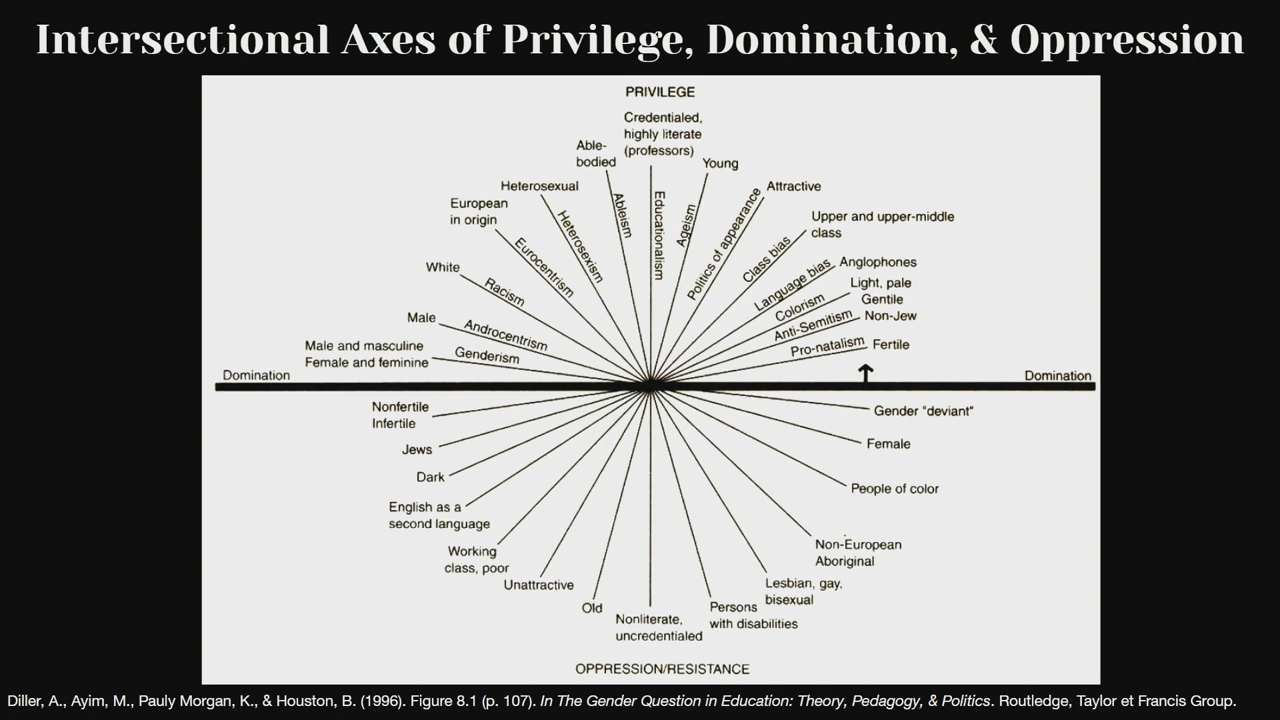 Intersectional Axes of Privilege, Domination, & Oppression
PRIVILEGE
Credentialed,
highly literate
(professors)
Able-
bodied
Young
Heterosexual
Attractive
European
in origin
Upper and upper-middle
class
White
Anglophones
Light, pale
Gentile
Non-Jew
Male
Male and masculine
Female and feminine
Fertile
Genderism
Androcentrism
Racism
Eurocentrism
Heterosexism
Ableism
Educationalism
Ageism
Politics of appearance
Class bias
Language bias
Colorism
Anti-Semitism
Pro-natalism
Domination
Domination
Nonfertile
Infertile
Gender "deviant"
Jews
Female
Dark
People of color
English as a
second language
Working
class, poor
Non-European
Aboriginal
Unattractive
Lesbian, gay,
bisexual
Old
Persons
with disabilities
Nonliterate,
uncredentialed
OPPRESSION/RESISTANCE
Diller, A., Ayim, M., Pauly Morgan, K., & Houston, B. (1996). Figure 8.1 (p. 107). In The Gender Question in Education: Theory, Pedagogy, & Politics. Routledge, Taylor et Francis Group.